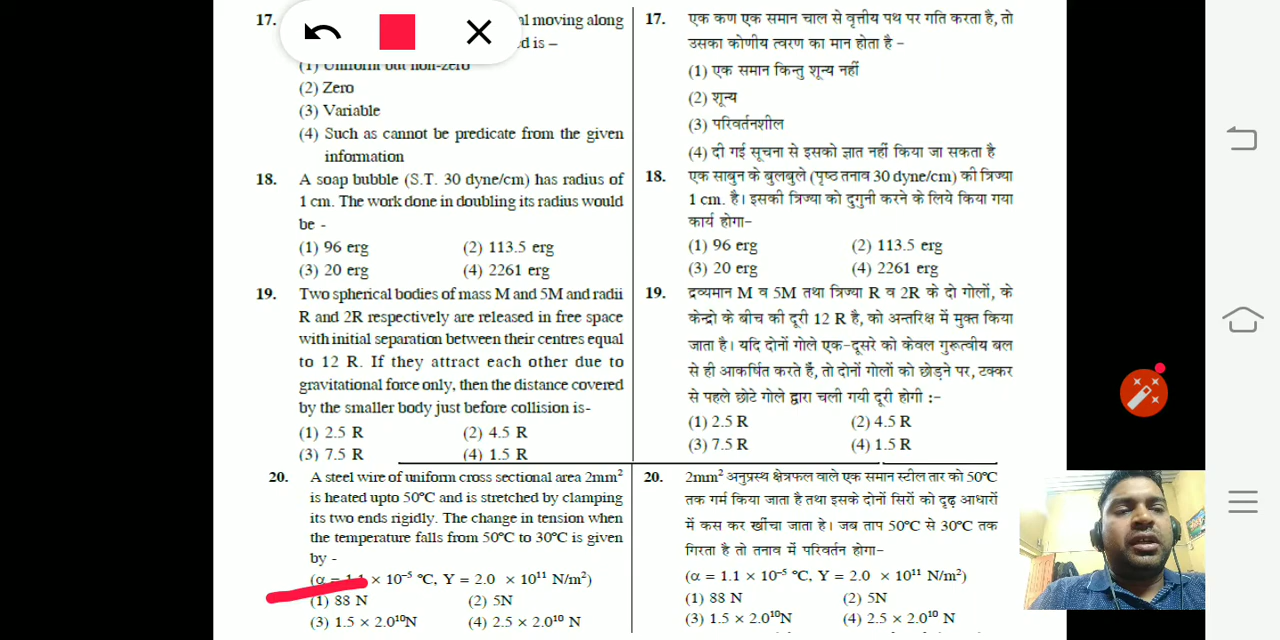 17.
al moving along
d is –
(1) Uniform but non-zero
(2) Zero
(3) Variable
(4) Such as cannot be predicate from the given
information
18. A soap bubble (S.T. 30 dyne/cm) has radius of
1 cm. The work done in doubling its radius would
be -
(1) 96 erg (2) 113.5 erg
(3) 20 erg (4) 2261 erg
19. Two spherical bodies of mass M and 5M and radii
R and 2R respectively are released in free space
with initial separation between their centres equal
to 12 R. If they attract each other due to
gravitational force only, then the distance covered
by the smaller body just before collision is-
(1) 2.5 R (2) 4.5 R
(3) 7.5 R (4) 1.5 R
20. A steel wire of uniform cross sectional area 2mm²
is heated upto 50°C and is stretched by clamping
its two ends rigidly. The change in tension when
the temperature falls from 50°C to 30°C is given
by -
(α = 1.1 × 10⁻⁵ °C, Y = 2.0 × 10¹¹ N/m²)
(1) 88 N (2) 5N
(3) 1.5 × 2.0¹⁰N (4) 2.5 × 2.0¹⁰ N
17. एक कण एक समान चाल से वृत्तीय पथ पर गति करता है, तो
उसका कोणीय त्वरण का मान होता है –
(1) एक समान किन्तु शून्य नहीं
(2) शून्य
(3) परिवर्तनशील
(4) दी गई सूचना से इसको ज्ञात नहीं किया जा सकता है
18. एक साबुन के बुलबुले (पृष्ठ तनाव 30 dyne/cm) की त्रिज्या
1 cm. है। इसकी त्रिज्या को दुगुनी करने के लिये किया गया
कार्य होगा–
(1) 96 erg (2) 113.5 erg
(3) 20 erg (4) 2261 erg
19. द्रव्यमान M व 5M तथा त्रिज्या R व 2R के दो गोलों, के
केन्द्रो के बीच की दूरी 12 R है, को अन्तरिक्ष में मुक्त किया
जाता है। यदि दोनों गोले एक-दूसरे को केवल गुरूत्वीय बल
से ही आकर्षित करते हैं, तो दोनों गोलों को छोड़ने पर, टक्कर
से पहले छोटे गोले द्वारा चली गयी दूरी होगी :-
(1) 2.5 R (2) 4.5 R
(3) 7.5 R (4) 1.5 R
20. 2mm² अनुप्रस्थ क्षेत्रफल वाले एक समान स्टील तार को 50°C
तक गर्म किया जाता है तथा इसके दोनों सिरों को दृढ़ आधारों
में कस कर खींचा जाता हे। जब ताप 50°C से 30°C तक
गिरता है तो तनाव में परिवर्तन होगा–
(α = 1.1 × 10⁻⁵ °C, Y = 2.0 × 10¹¹ N/m²)
(1) 88 N (2) 5N
(3) 1.5 × 2.0¹⁰N (4) 2.5 × 2.0¹⁰ N